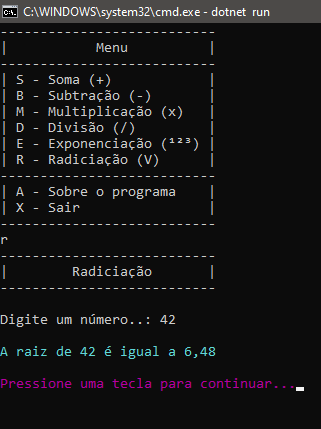 C:\WINDOWS\system32\cmd.exe - dotnet run
---------------------------
|           Menu          |
---------------------------
| S - Soma (+)            |
| B - Subtração (-)       |
| M - Multiplicação (x)   |
| D - Divisão (/)         |
| E - Exponenciação (¹²³) |
| R - Radiciação (V)      |
---------------------------
| A - Sobre o programa    |
| X - Sair                |
---------------------------
r
---------------------------
|        Radiciação       |
---------------------------
Digite um número..: 42
A raiz de 42 é igual a 6,48
Pressione uma tecla para continuar...